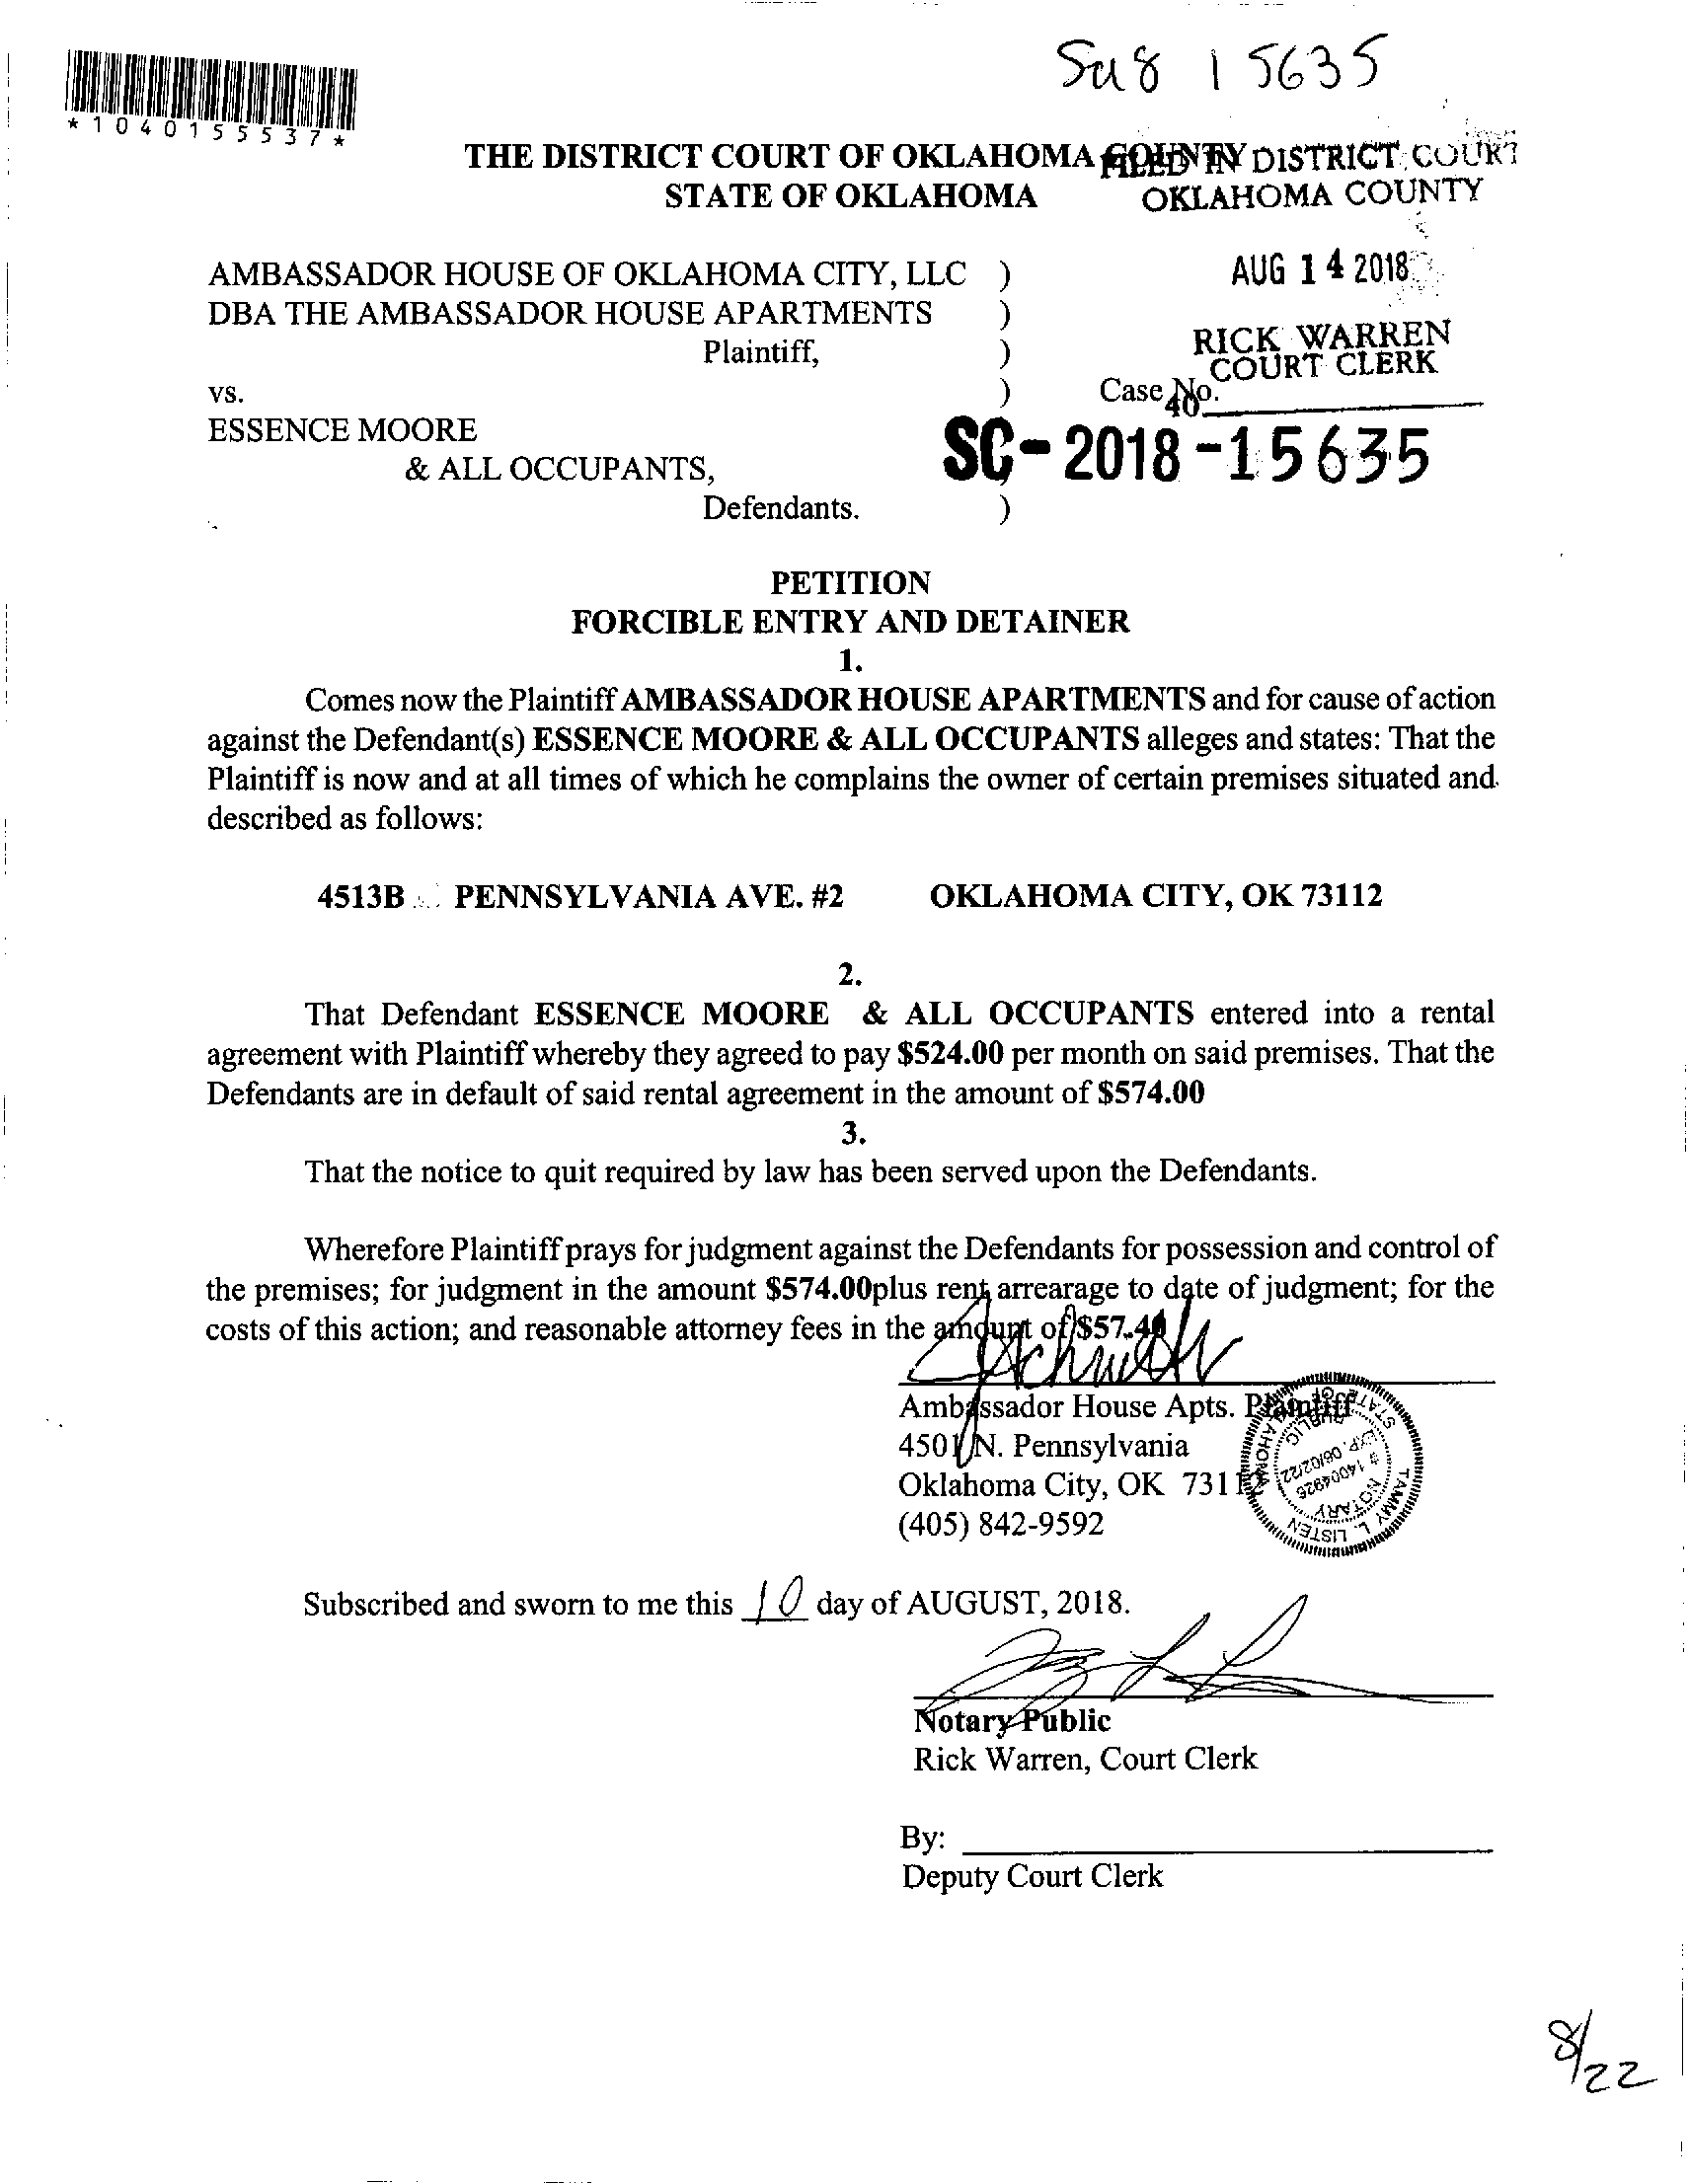 Su8 15635
*1040155537*
THE DISTRICT COURT OF OKLAHOMA COUNTY
FILED IN DISTRICT COURT
STATE OF OKLAHOMA
OKLAHOMA COUNTY
AUG 14 2018
AMBASSADOR HOUSE OF OKLAHOMA CITY, LLC )
DBA THE AMBASSADOR HOUSE APARTMENTS )
Plaintiff, )
RICK WARREN
COURT CLERK
vs. ) Case No.
40
ESSENCE MOORE
SC-2018-15635
& ALL OCCUPANTS, )
Defendants. )
PETITION
FORCIBLE ENTRY AND DETAINER
1.
Comes now the Plaintiff AMBASSADOR HOUSE APARTMENTS and for cause of action
against the Defendant(s) ESSENCE MOORE & ALL OCCUPANTS alleges and states: That the
Plaintiff is now and at all times of which he complains the owner of certain premises situated and
described as follows:
4513B PENNSYLVANIA AVE. #2 OKLAHOMA CITY, OK 73112
2.
That Defendant ESSENCE MOORE & ALL OCCUPANTS entered into a rental
agreement with Plaintiff whereby they agreed to pay $524.00 per month on said premises. That the
Defendants are in default of said rental agreement in the amount of $574.00
3.
That the notice to quit required by law has been served upon the Defendants.
Wherefore Plaintiff prays for judgment against the Defendants for possession and control of
the premises; for judgment in the amount $574.00plus rent arrearage to date of judgment; for the
costs of this action; and reasonable attorney fees in the amount of $57.40
Ambassador House Apts. Plaintiff
4501 N. Pennsylvania
Oklahoma City, OK 73112
(405) 842-9592
TAMMY L. LISTEN
STATE OF OKLAHOMA
NOTARY PUBLIC
# 14004926
EXP. 06/02/22
Subscribed and sworn to me this 10 day of AUGUST, 2018.
Notary Public
Rick Warren, Court Clerk
By:
Deputy Court Clerk
8/22